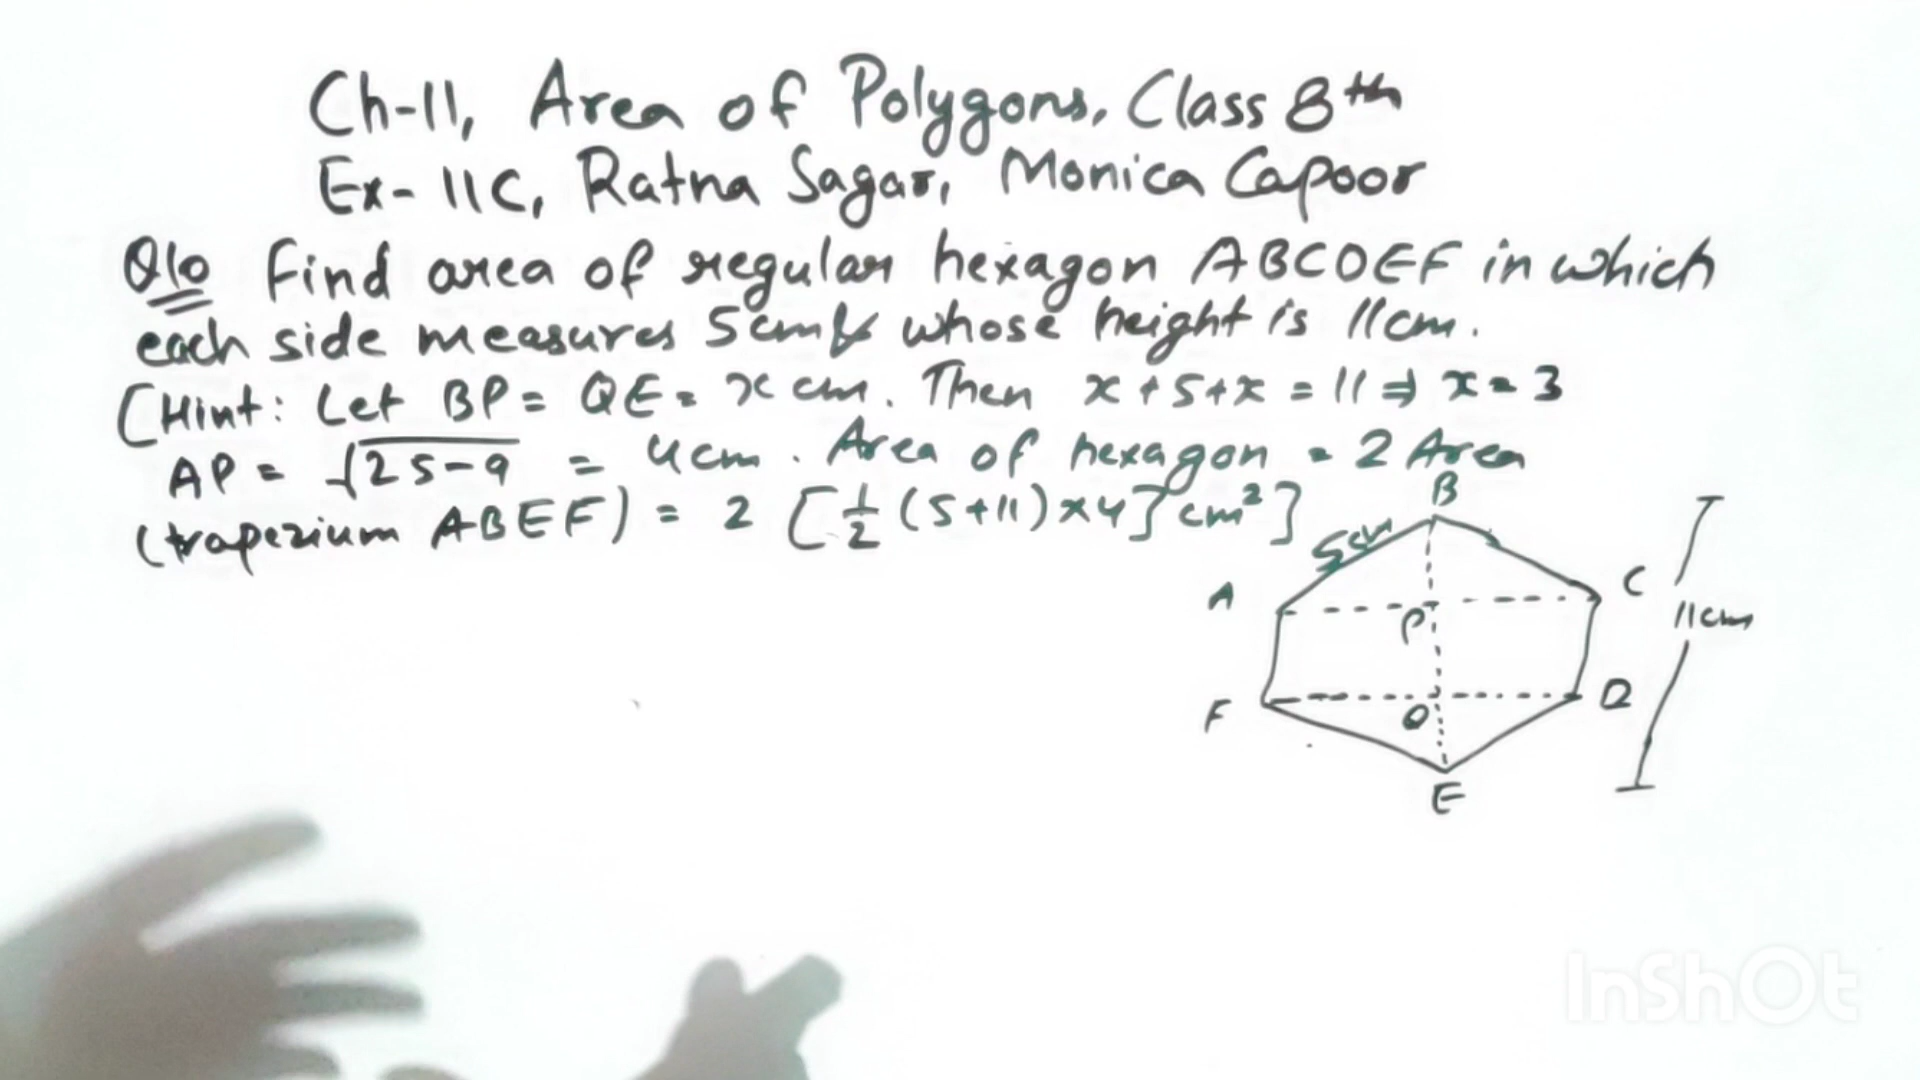 Ch-11, Area of Polygons, Class 8th
Ex-11C, Ratna Sagar, Monica Capoor
Q10 Find area of regular hexagon ABCDEF in which
each side measures 5cm & whose height is 11cm.
[Hint: Let BP = QE = x cm. Then x+5+x = 11 ⇒ x = 3
AP = √25-9 = 4cm. Area of hexagon = 2 Area
(trapezium ABEF) = 2 [½ (5+11)×4] cm²]
B
5cm
A
C
P
11cm
F
Q
D
E
InShOt